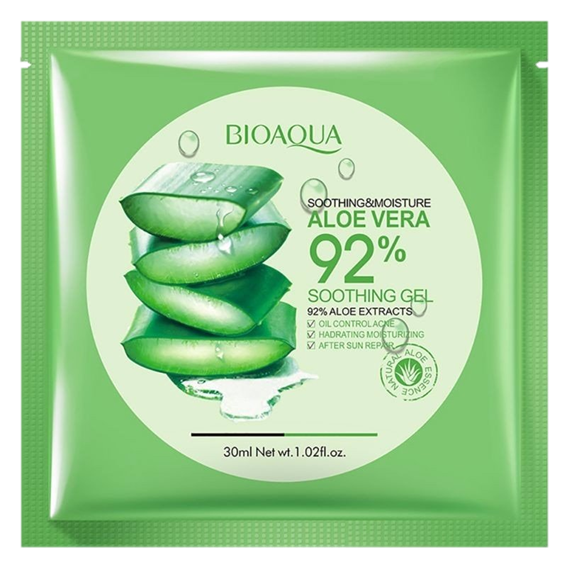 BIOAQUA
SOOTHING&MOISTURE
ALOE VERA
92%
SOOTHING GEL
92% ALOE EXTRACTS
OIL CONTROLACNE
HADRATING MOISTURIZING
AFTER SUN REPAIR
NATURAL ALOE ESSENCE
30ml Net wt.1.02fl.oz.